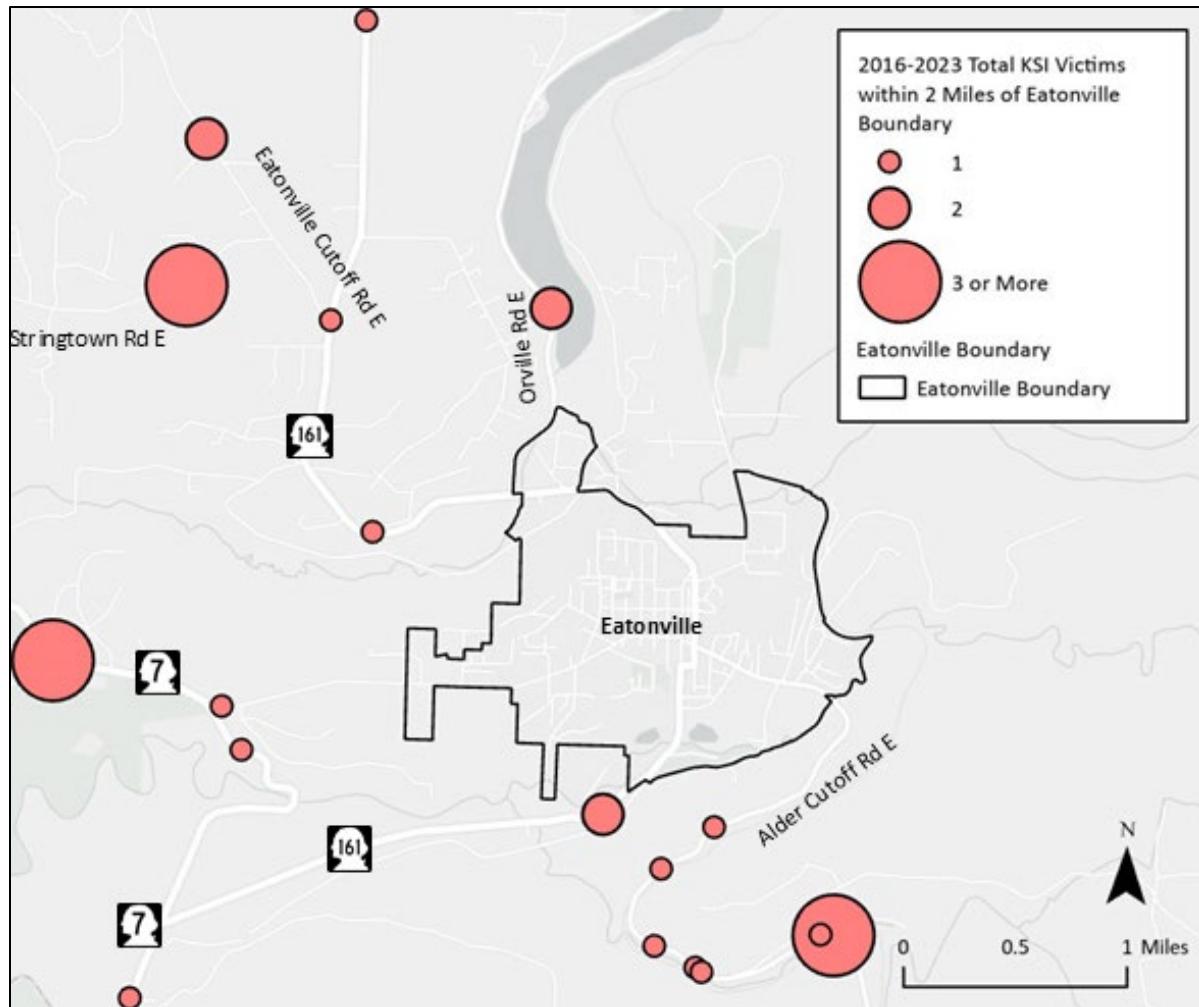 2016-2023 Total KSI Victims
within 2 Miles of Eatonville
Boundary
1
2
3 or More
Eatonville Boundary
Eatonville Boundary
Eatonville Cutoff Rd E
Stringtown Rd E
Orville Rd E
161
Eatonville
7
Alder Cutoff Rd E
161
7
N
0 0.5 1 Miles